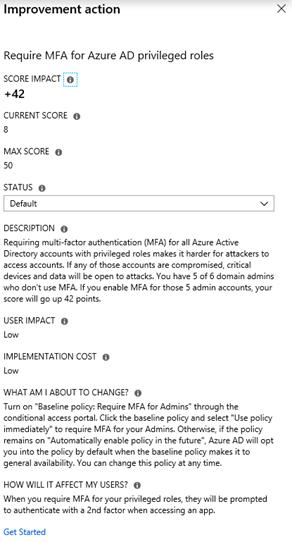 Improvement action
Require MFA for Azure AD privileged roles
SCORE IMPACT
+42
CURRENT SCORE
8
MAX SCORE
50
STATUS
Default
DESCRIPTION
Requiring multi-factor authentication (MFA) for all Azure Active
Directory accounts with privileged roles makes it harder for attackers to
access accounts. If any of those accounts are compromised, critical
devices and data will be open to attacks. You have 5 of 6 domain admins
who don't use MFA. If you enable MFA for those 5 admin accounts, your
score will go up 42 points.
USER IMPACT
Low
IMPLEMENTATION COST
Low
WHAT AM I ABOUT TO CHANGE?
Turn on "Baseline policy: Require MFA for Admins" through the
conditional access portal. Click the baseline policy and select "Use policy
immediately" to require MFA for your Admins. Otherwise, if the policy
remains on "Automatically enable policy in the future", Azure AD will opt
you into the policy by default when the baseline policy makes it to
general availability. You can change this policy at any time.
HOW WILL IT AFFECT MY USERS?
When you require MFA for your privileged roles, they will be prompted
to authenticate with a 2nd factor when accessing an app.
Get Started